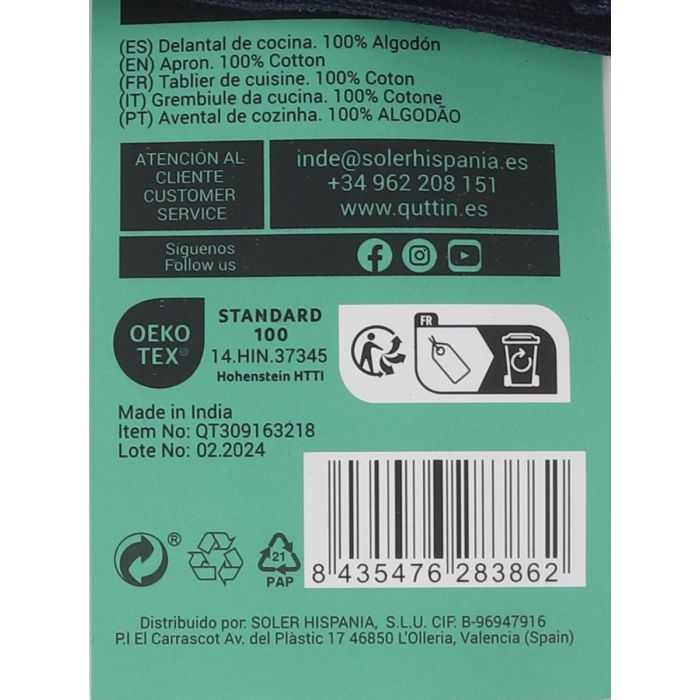 (ES) Delantal de cocina. 100% Algodón
(EN) Apron. 100% Cotton
(FR) Tablier de cuisine. 100% Coton
(IT) Grembiule da cucina. 100% Cotone
(PT) Avental de cozinha. 100% ALGODÃO
ATENCIÓN AL
CLIENTE
CUSTOMER
SERVICE
inde@solerhispania.es
+34 962 208 151
www.quttin.es
Síguenos
Follow us
OEKO
TEX®
STANDARD
100
14.HIN.37345
Hohenstein HTTI
FR
Made in India
Item No: QT309163218
Lote No: 02.2024
®
21
PAP
8 435476 283862
Distribuido por: SOLER HISPANIA, S.L.U. CIF: B-96947916
P.I El Carrascot Av. del Plàstic 17 46850 L'Olleria, Valencia (Spain)